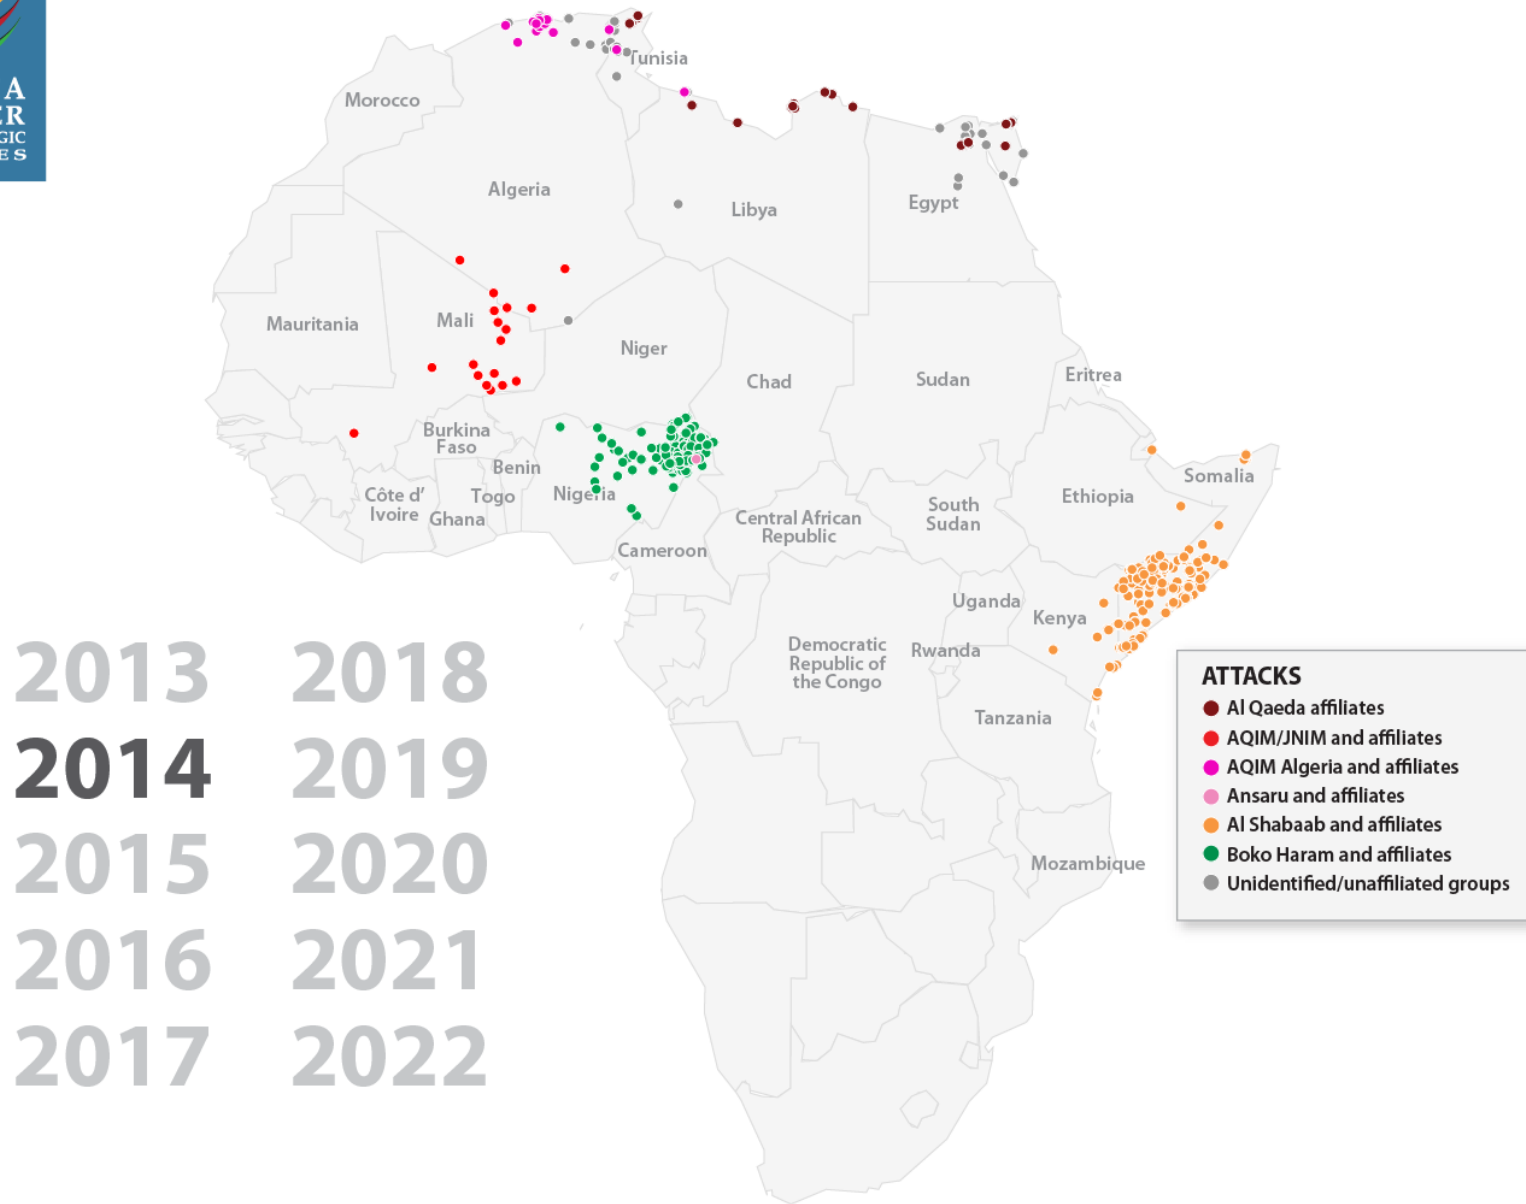 A
ER
GIC
ES
Tunisia
Morocco
Algeria
Libya
Egypt
Mauritania
Mali
Niger
Chad
Sudan
Eritrea
Burkina
Faso
Benin
Togo
Nigeria
Côte d'
Ivoire
Ghana
Cameroon
Central African
Republic
South
Sudan
Ethiopia
Somalia
Uganda
Kenya
Rwanda
Democratic
Republic of
the Congo
Tanzania
Mozambique
2013 2018
2014 2019
2015 2020
2016 2021
2017 2022
ATTACKS
Al Qaeda affiliates
AQIM/JNIM and affiliates
AQIM Algeria and affiliates
Ansaru and affiliates
Al Shabaab and affiliates
Boko Haram and affiliates
Unidentified/unaffiliated groups